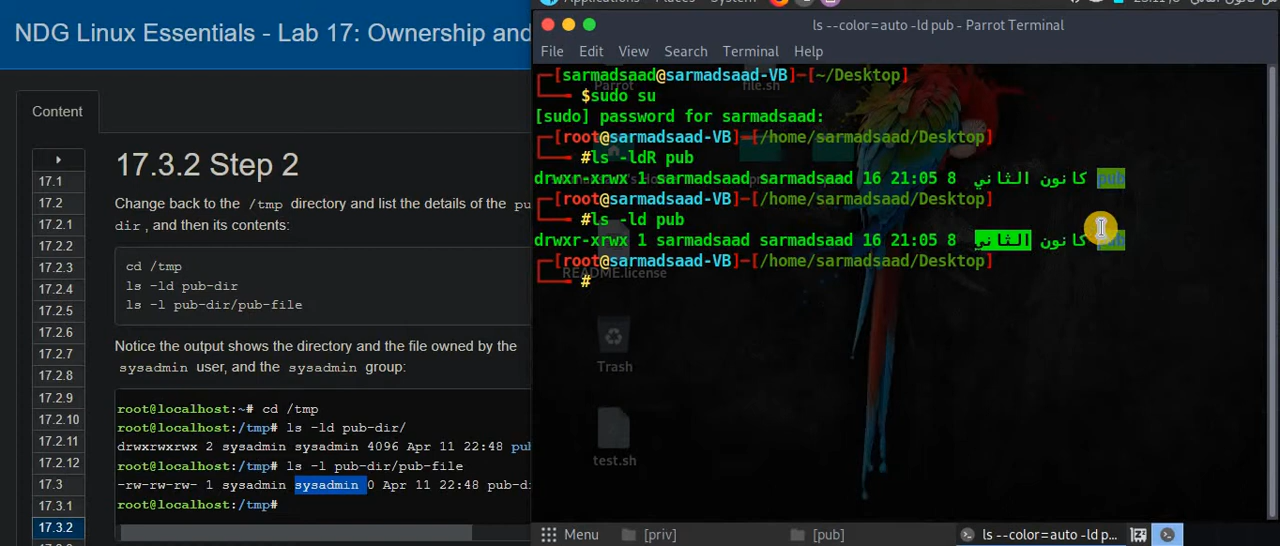 NDG Linux Essentials - Lab 17: Ownership and
Content
17.1
17.2
17.2.1
17.2.2
17.2.3
17.2.4
17.2.5
17.2.6
17.2.7
17.2.8
17.2.9
17.2.10
17.2.11
17.2.12
17.3
17.3.1
17.3.2
17.3.2 Step 2
Change back to the /tmp directory and list the details of the pu
dir , and then its contents:
cd /tmp
ls -ld pub-dir
ls -l pub-dir/pub-file
Notice the output shows the directory and the file owned by the
sysadmin user, and the sysadmin group:
root@localhost:~# cd /tmp
root@localhost:/tmp# ls -ld pub-dir/
drwxrwxrwx 2 sysadmin sysadmin 4096 Apr 11 22:48 pub
root@localhost:/tmp# ls -l pub-dir/pub-file
-rw-rw-rw- 1 sysadmin sysadmin 0 Apr 11 22:48 pub-di
root@localhost:/tmp#
ls --color=auto -ld pub - Parrot Terminal
File Edit View Search Terminal Help
[sarmadsaad@sarmadsaad-VB]-[~/Desktop]
$sudo su
[sudo] password for sarmadsaad:
[root@sarmadsaad-VB]-[/home/sarmadsaad/Desktop]
#ls -ldR pub
drwxr-xrwx 1 sarmadsaad sarmadsaad 16 21:05 8 كانون الثاني pub
[root@sarmadsaad-VB]-[/home/sarmadsaad/Desktop]
#ls -ld pub
drwxr-xrwx 1 sarmadsaad sarmadsaad 16 21:05 8 كانون الثاني pub
[root@sarmadsaad-VB]-[/home/sarmadsaad/Desktop]
#
Parrot
file.sh
README.license
Trash
test.sh
Menu
[priv]
[pub]
ls --color=auto -ld p...